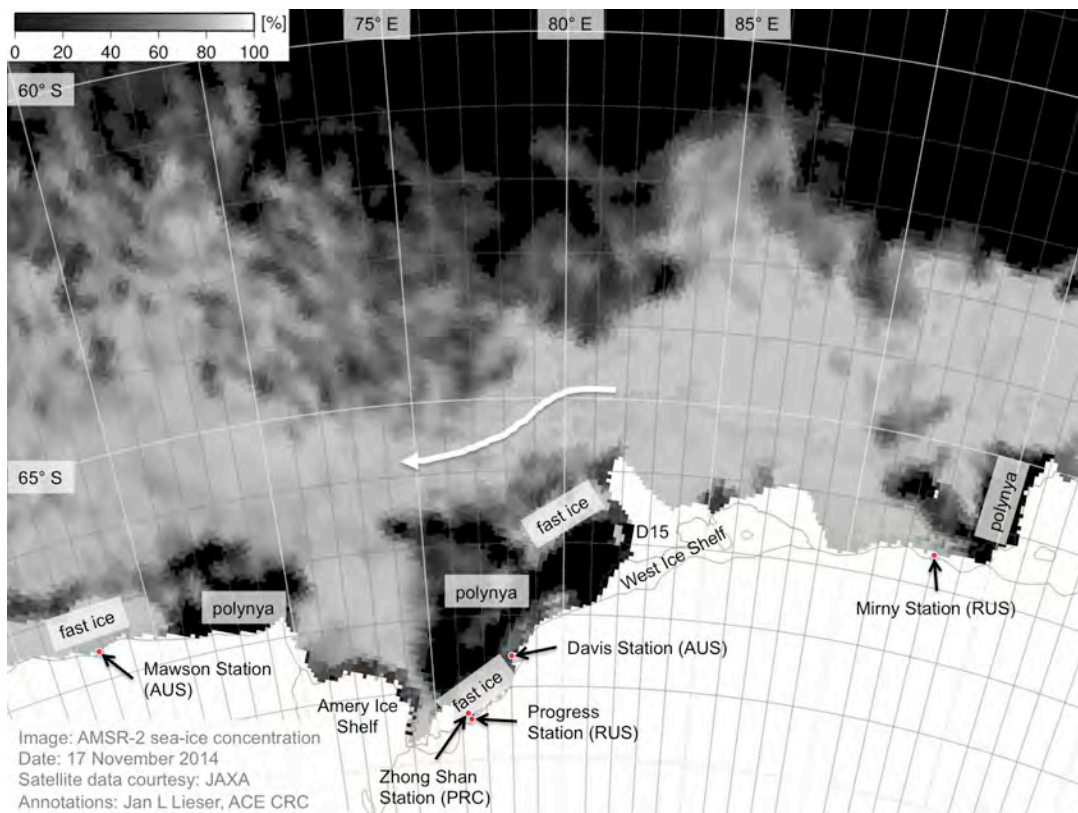 [%]
0 20 40 60 80 100
75° E
80° E
85° E
60° S
65° S
fast ice
D15
West Ice Shelf
polynya
polynya
polynya
fast ice
fast ice
Mirny Station (RUS)
Mawson Station
(AUS)
Davis Station (AUS)
Amery Ice
Shelf
Progress
Station (RUS)
Zhong Shan
Station (PRC)
Image: AMSR-2 sea-ice concentration
Date: 17 November 2014
Satellite data courtesy: JAXA
Annotations: Jan L Lieser, ACE CRC